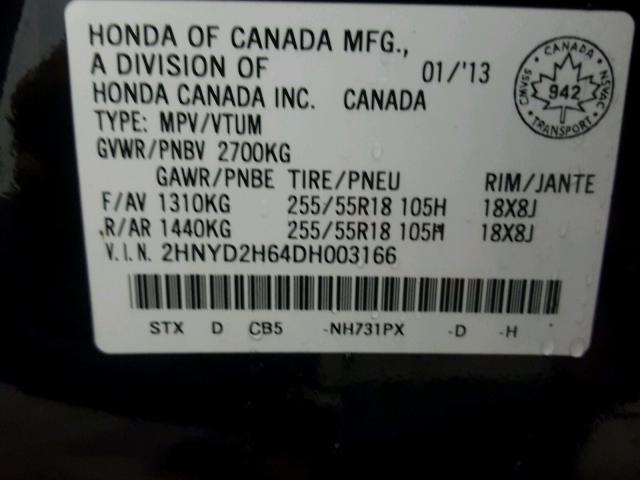 HONDA OF CANADA MFG.,
A DIVISION OF 01/'13
HONDA CANADA INC. CANADA
CANADA
CMVSS 942 NSVAC
TRANSPORT
TYPE: MPV/VTUM
GVWR/PNBV 2700KG
GAWR/PNBE TIRE/PNEU RIM/JANTE
F/AV 1310KG 255/55R18 105H 18X8J
R/AR 1440KG 255/55R18 105H 18X8J
V.I.N. 2HNYD2H64DH003166
STX D CB5 -NH731PX -D -H